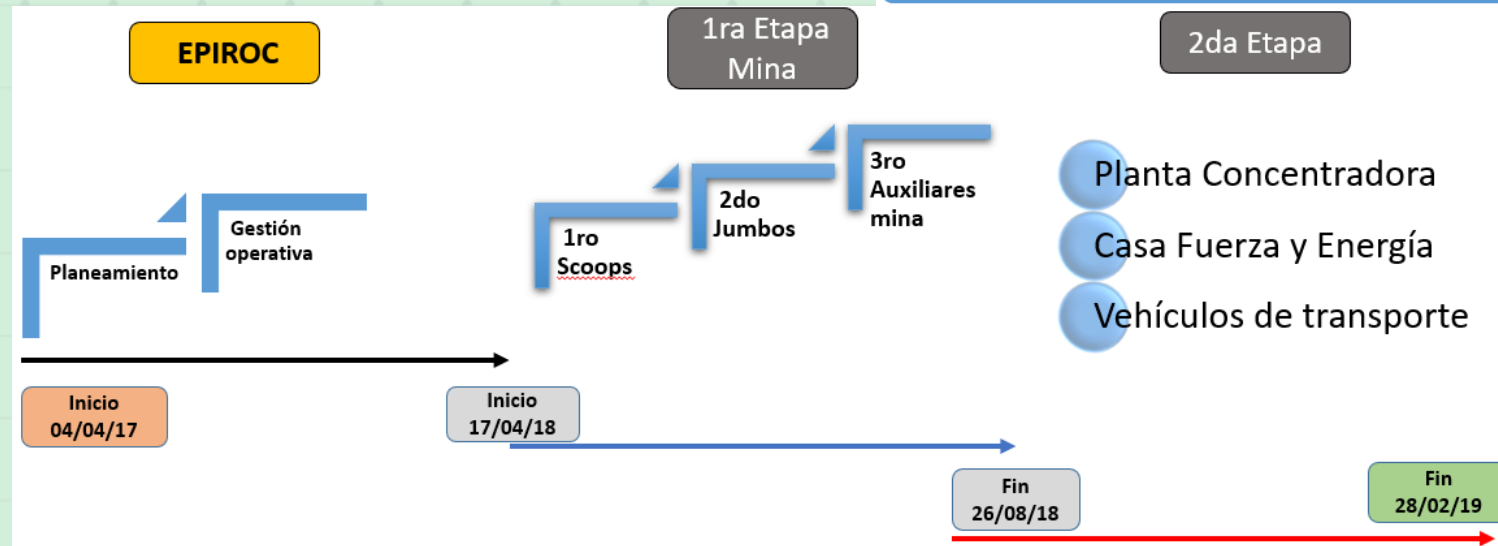 EPIROC
1ra Etapa
Mina
2da Etapa
Planeamiento
Gestión
operativa
1ro
Scoops
2do
Jumbos
3ro
Auxiliares
mina
Planta Concentradora
Casa Fuerza y Energía
Vehículos de transporte
Inicio
04/04/17
Inicio
17/04/18
Fin
26/08/18
Fin
28/02/19